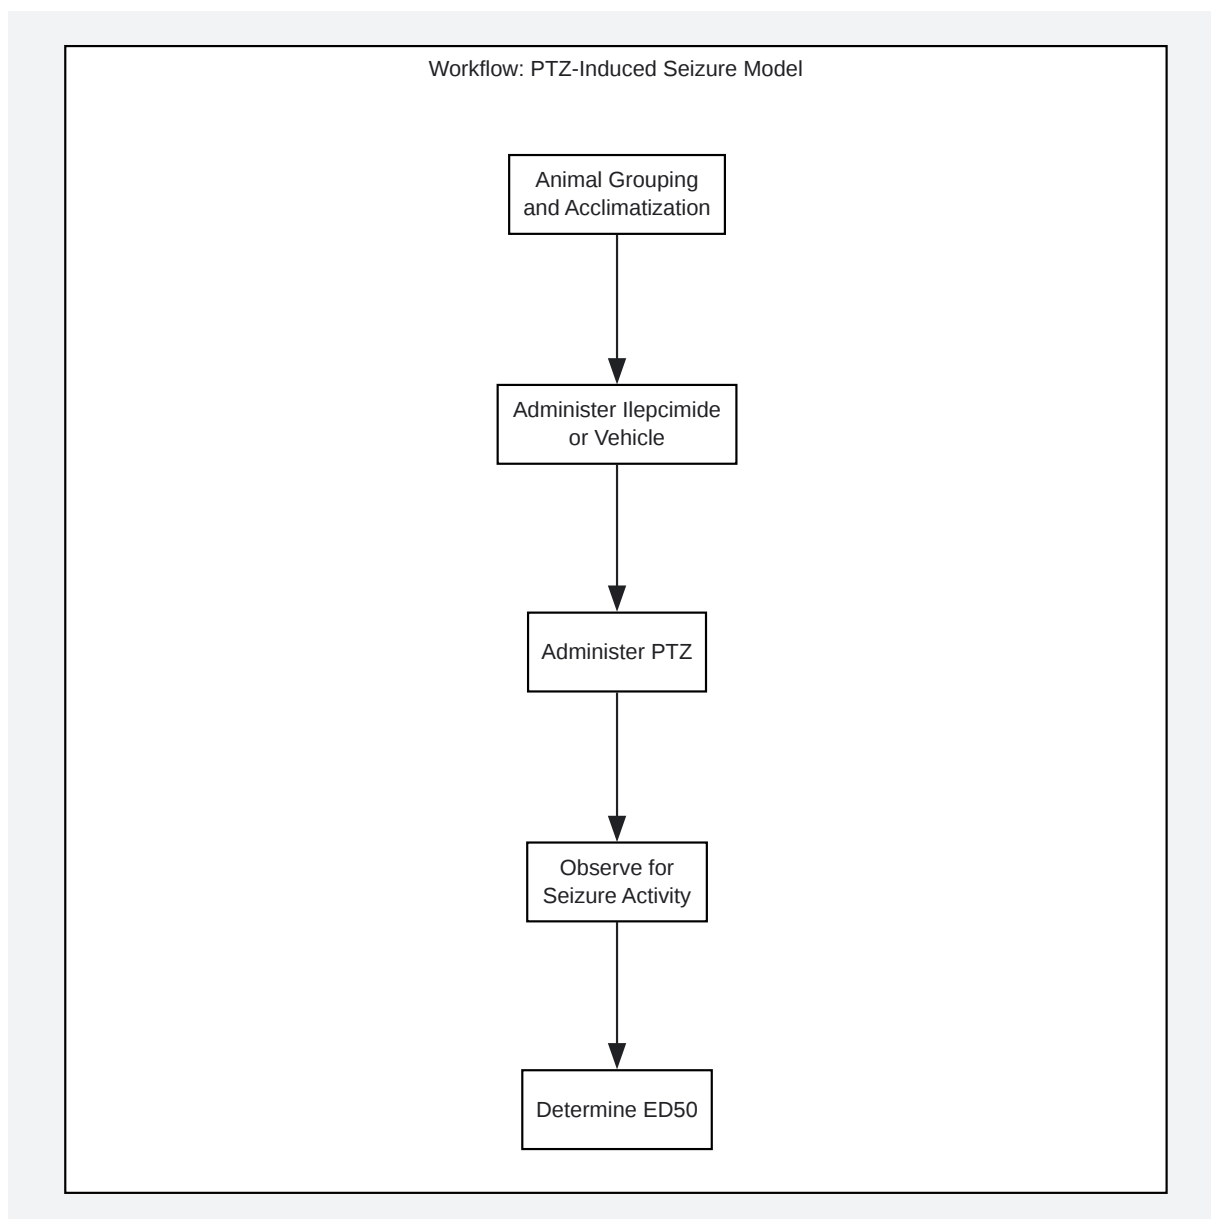 Workflow: PTZ-Induced Seizure Model
Animal Grouping
and Acclimatization
Administer Ilepcimide
or Vehicle
Administer PTZ
Observe for
Seizure Activity
Determine ED50